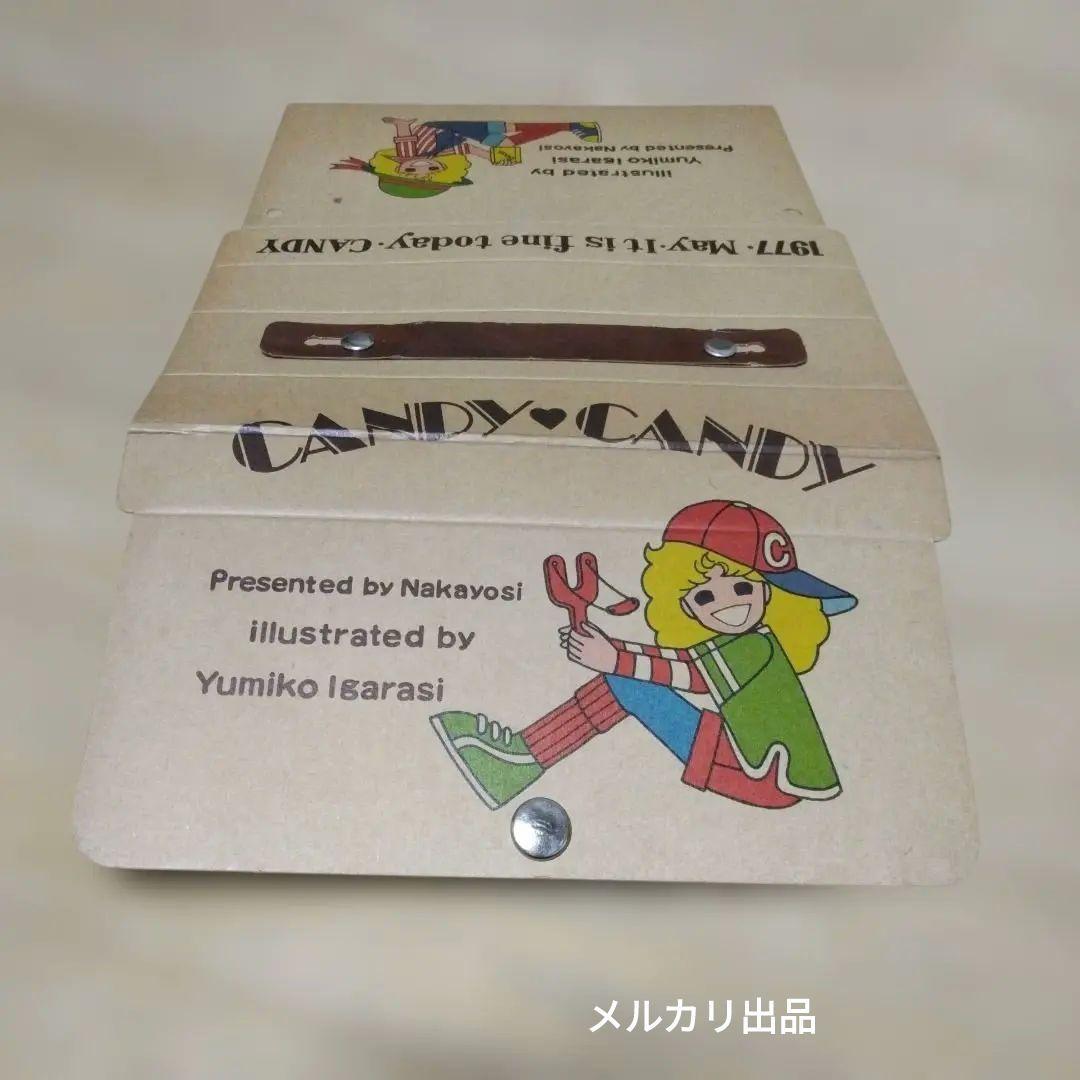 illustrated by
Yumiko Igarasi
Presented by Nakayosi
1977・May・It is fine today・CANDY
CANDY♥CANDY
C
Presented by Nakayosi
illustrated by
Yumiko Igarasi
メルカリ出品